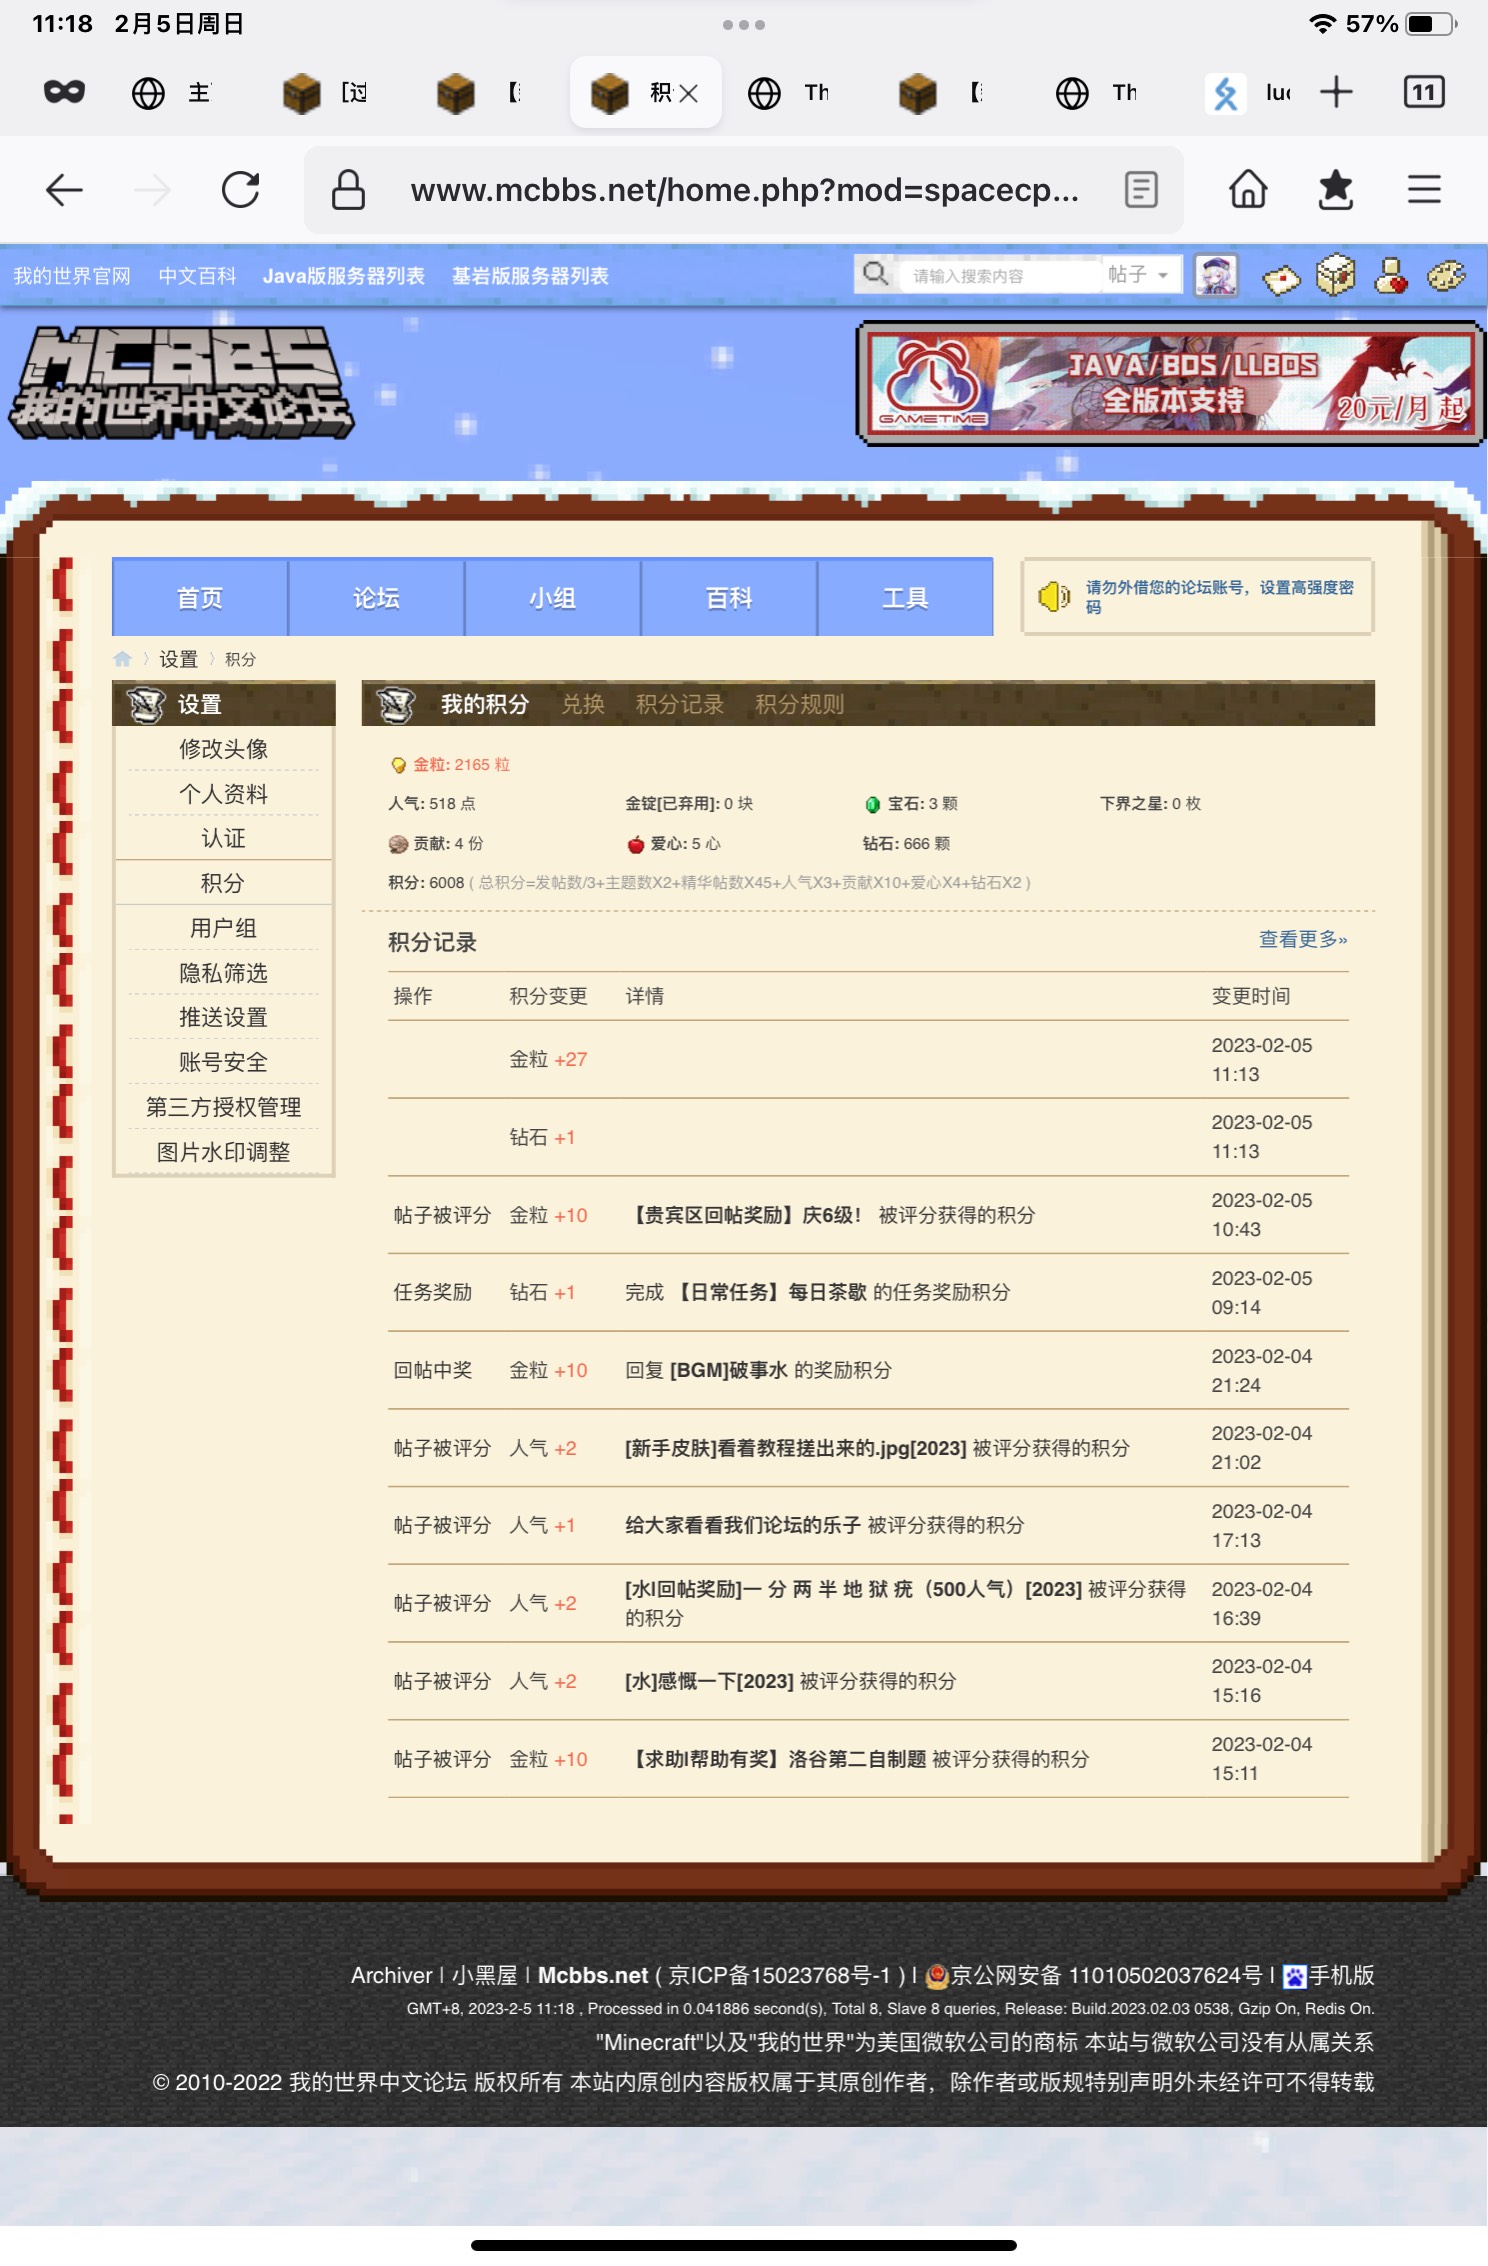 11:18 2月5日周日
57%
主
[过
【
积
Th
【
Th
11
www.mcbbs.net/home.php?mod=spacecp...
我的世界官网 中文百科 Java版服务器列表 基岩版服务器列表
请输入搜索内容 帖子
MCBBS
我的世界中文论坛
GAMETIME
JAVA/BDS/LLBDS
全版本支持
20元/月 起
首页 论坛 小组 百科 工具
请勿外借您的论坛账号，设置高强度密
码
设置 积分
设置
修改头像
个人资料
认证
积分
用户组
隐私筛选
推送设置
账号安全
第三方授权管理
图片水印调整
我的积分 兑换 积分记录 积分规则
金粒: 2165 粒
人气: 518 点 金锭[已弃用]: 0 块 宝石: 3 颗 下界之星: 0 枚
贡献: 4 份 爱心: 5 心 钻石: 666 颗
积分: 6008 ( 总积分=发帖数/3+主题数X2+精华帖数X45+人气X3+贡献X10+爱心X4+钻石X2 )
积分记录 查看更多»
操作 积分变更 详情 变更时间
金粒 +27 2023-02-05
11:13
钻石 +1 2023-02-05
11:13
帖子被评分 金粒 +10 【贵宾区回帖奖励】庆6级！ 被评分获得的积分 2023-02-05
10:43
任务奖励 钻石 +1 完成 【日常任务】每日茶歇 的任务奖励积分 2023-02-05
09:14
回帖中奖 金粒 +10 回复 [BGM]破事水 的奖励积分 2023-02-04
21:24
帖子被评分 人气 +2 [新手皮肤]看着教程搓出来的.jpg[2023] 被评分获得的积分 2023-02-04
21:02
帖子被评分 人气 +1 给大家看看我们论坛的乐子 被评分获得的积分 2023-02-04
17:13
帖子被评分 人气 +2 [水|回帖奖励]一 分 两 半 地 狱 疣（500人气）[2023] 被评分获得
的积分 2023-02-04
16:39
帖子被评分 人气 +2 [水]感慨一下[2023] 被评分获得的积分 2023-02-04
15:16
帖子被评分 金粒 +10 【求助|帮助有奖】洛谷第二自制题 被评分获得的积分 2023-02-04
15:11
Archiver | 小黑屋 | Mcbbs.net ( 京ICP备15023768号-1 ) | 京公网安备 11010502037624号 | 手机版
GMT+8, 2023-2-5 11:18 , Processed in 0.041886 second(s), Total 8, Slave 8 queries, Release: Build.2023.02.03 0538, Gzip On, Redis On.
"Minecraft"以及"我的世界"为美国微软公司的商标 本站与微软公司没有从属关系
© 2010-2022 我的世界中文论坛 版权所有 本站内原创内容版权属于其原创作者，除作者或版规特别声明外未经许可不得转载